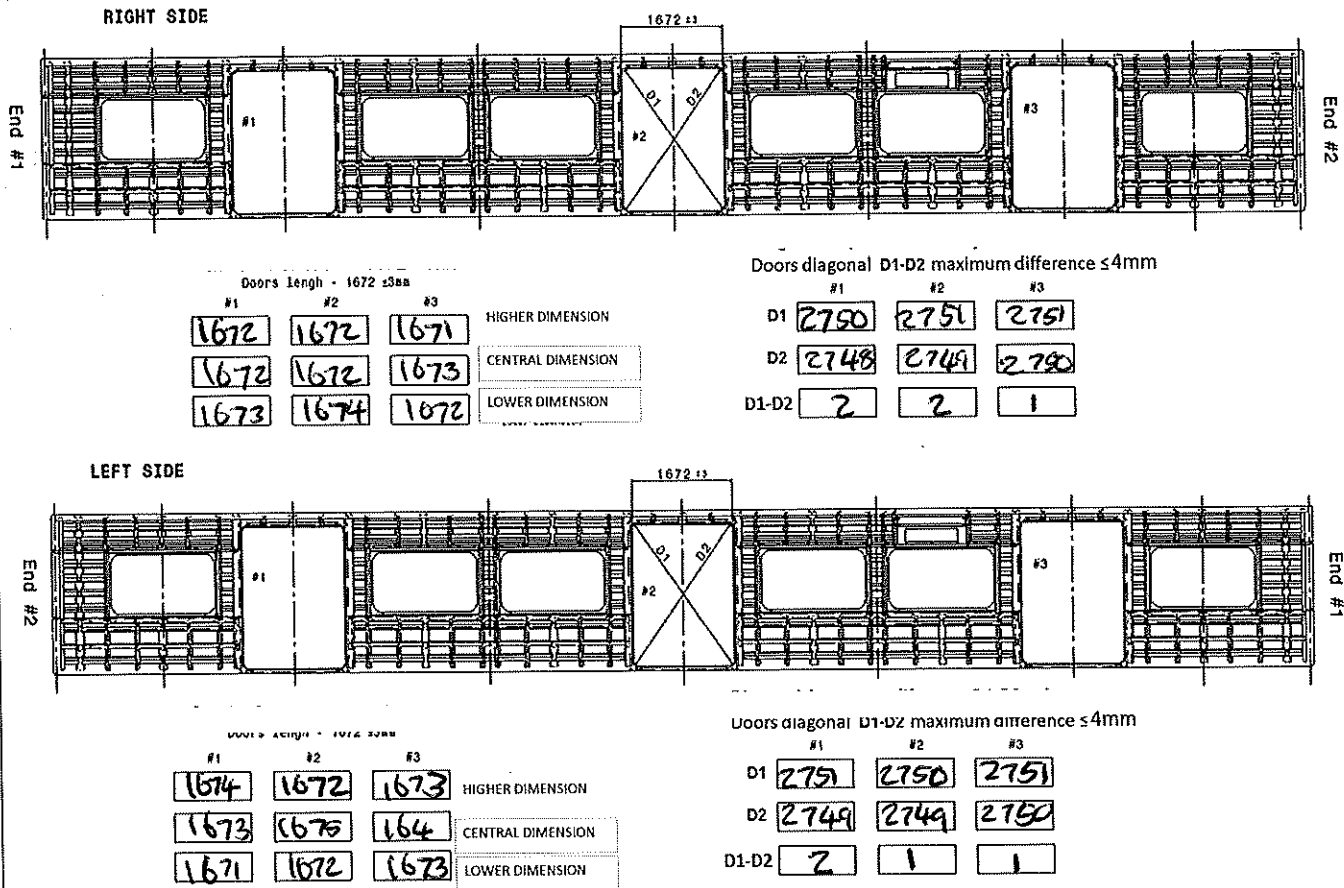 RIGHT SIDE
1672 ±3
End #1
#1
D1 D2
#2
#3
End #2
Doors lengh - 1672 ±3mm
#1 #2 #3
1672 1672 1671 HIGHER DIMENSION
1672 1672 1673 CENTRAL DIMENSION
1673 1674 1672 LOWER DIMENSION
Doors diagonal D1-D2 maximum difference ≤4mm
#1 #2 #3
D1 2750 2751 2751
D2 2748 2749 2750
D1-D2 2 2 1
LEFT SIDE
1672 ±3
End #2
#1
D1 D2
#2
#3
End #1
Doors lengh - 1672 ±3mm
#1 #2 #3
1674 1672 1673 HIGHER DIMENSION
1673 1675 164 CENTRAL DIMENSION
1671 1672 1673 LOWER DIMENSION
Doors diagonal D1-D2 maximum difference ≤4mm
#1 #2 #3
D1 2751 2750 2751
D2 2749 2749 2750
D1-D2 2 1 1